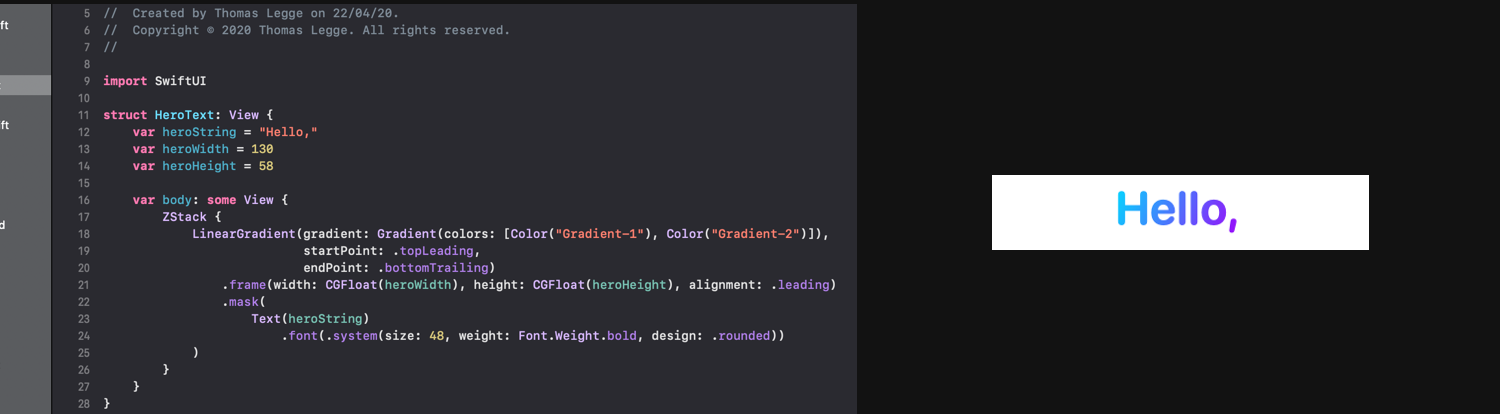 ft
ift
d
5 //  Created by Thomas Legge on 22/04/20.
6 //  Copyright © 2020 Thomas Legge. All rights reserved.
7 //
8
9 import SwiftUI
10
11 struct HeroText: View {
12     var heroString = "Hello,"
13     var heroWidth = 130
14     var heroHeight = 58
15
16     var body: some View {
17         ZStack {
18             LinearGradient(gradient: Gradient(colors: [Color("Gradient-1"), Color("Gradient-2")]),
19                            startPoint: .topLeading,
20                            endPoint: .bottomTrailing)
21                 .frame(width: CGFloat(heroWidth), height: CGFloat(heroHeight), alignment: .leading)
22                 .mask(
23                     Text(heroString)
24                         .font(.system(size: 48, weight: Font.Weight.bold, design: .rounded))
25             )
26         }
27     }
28 }
Hello,